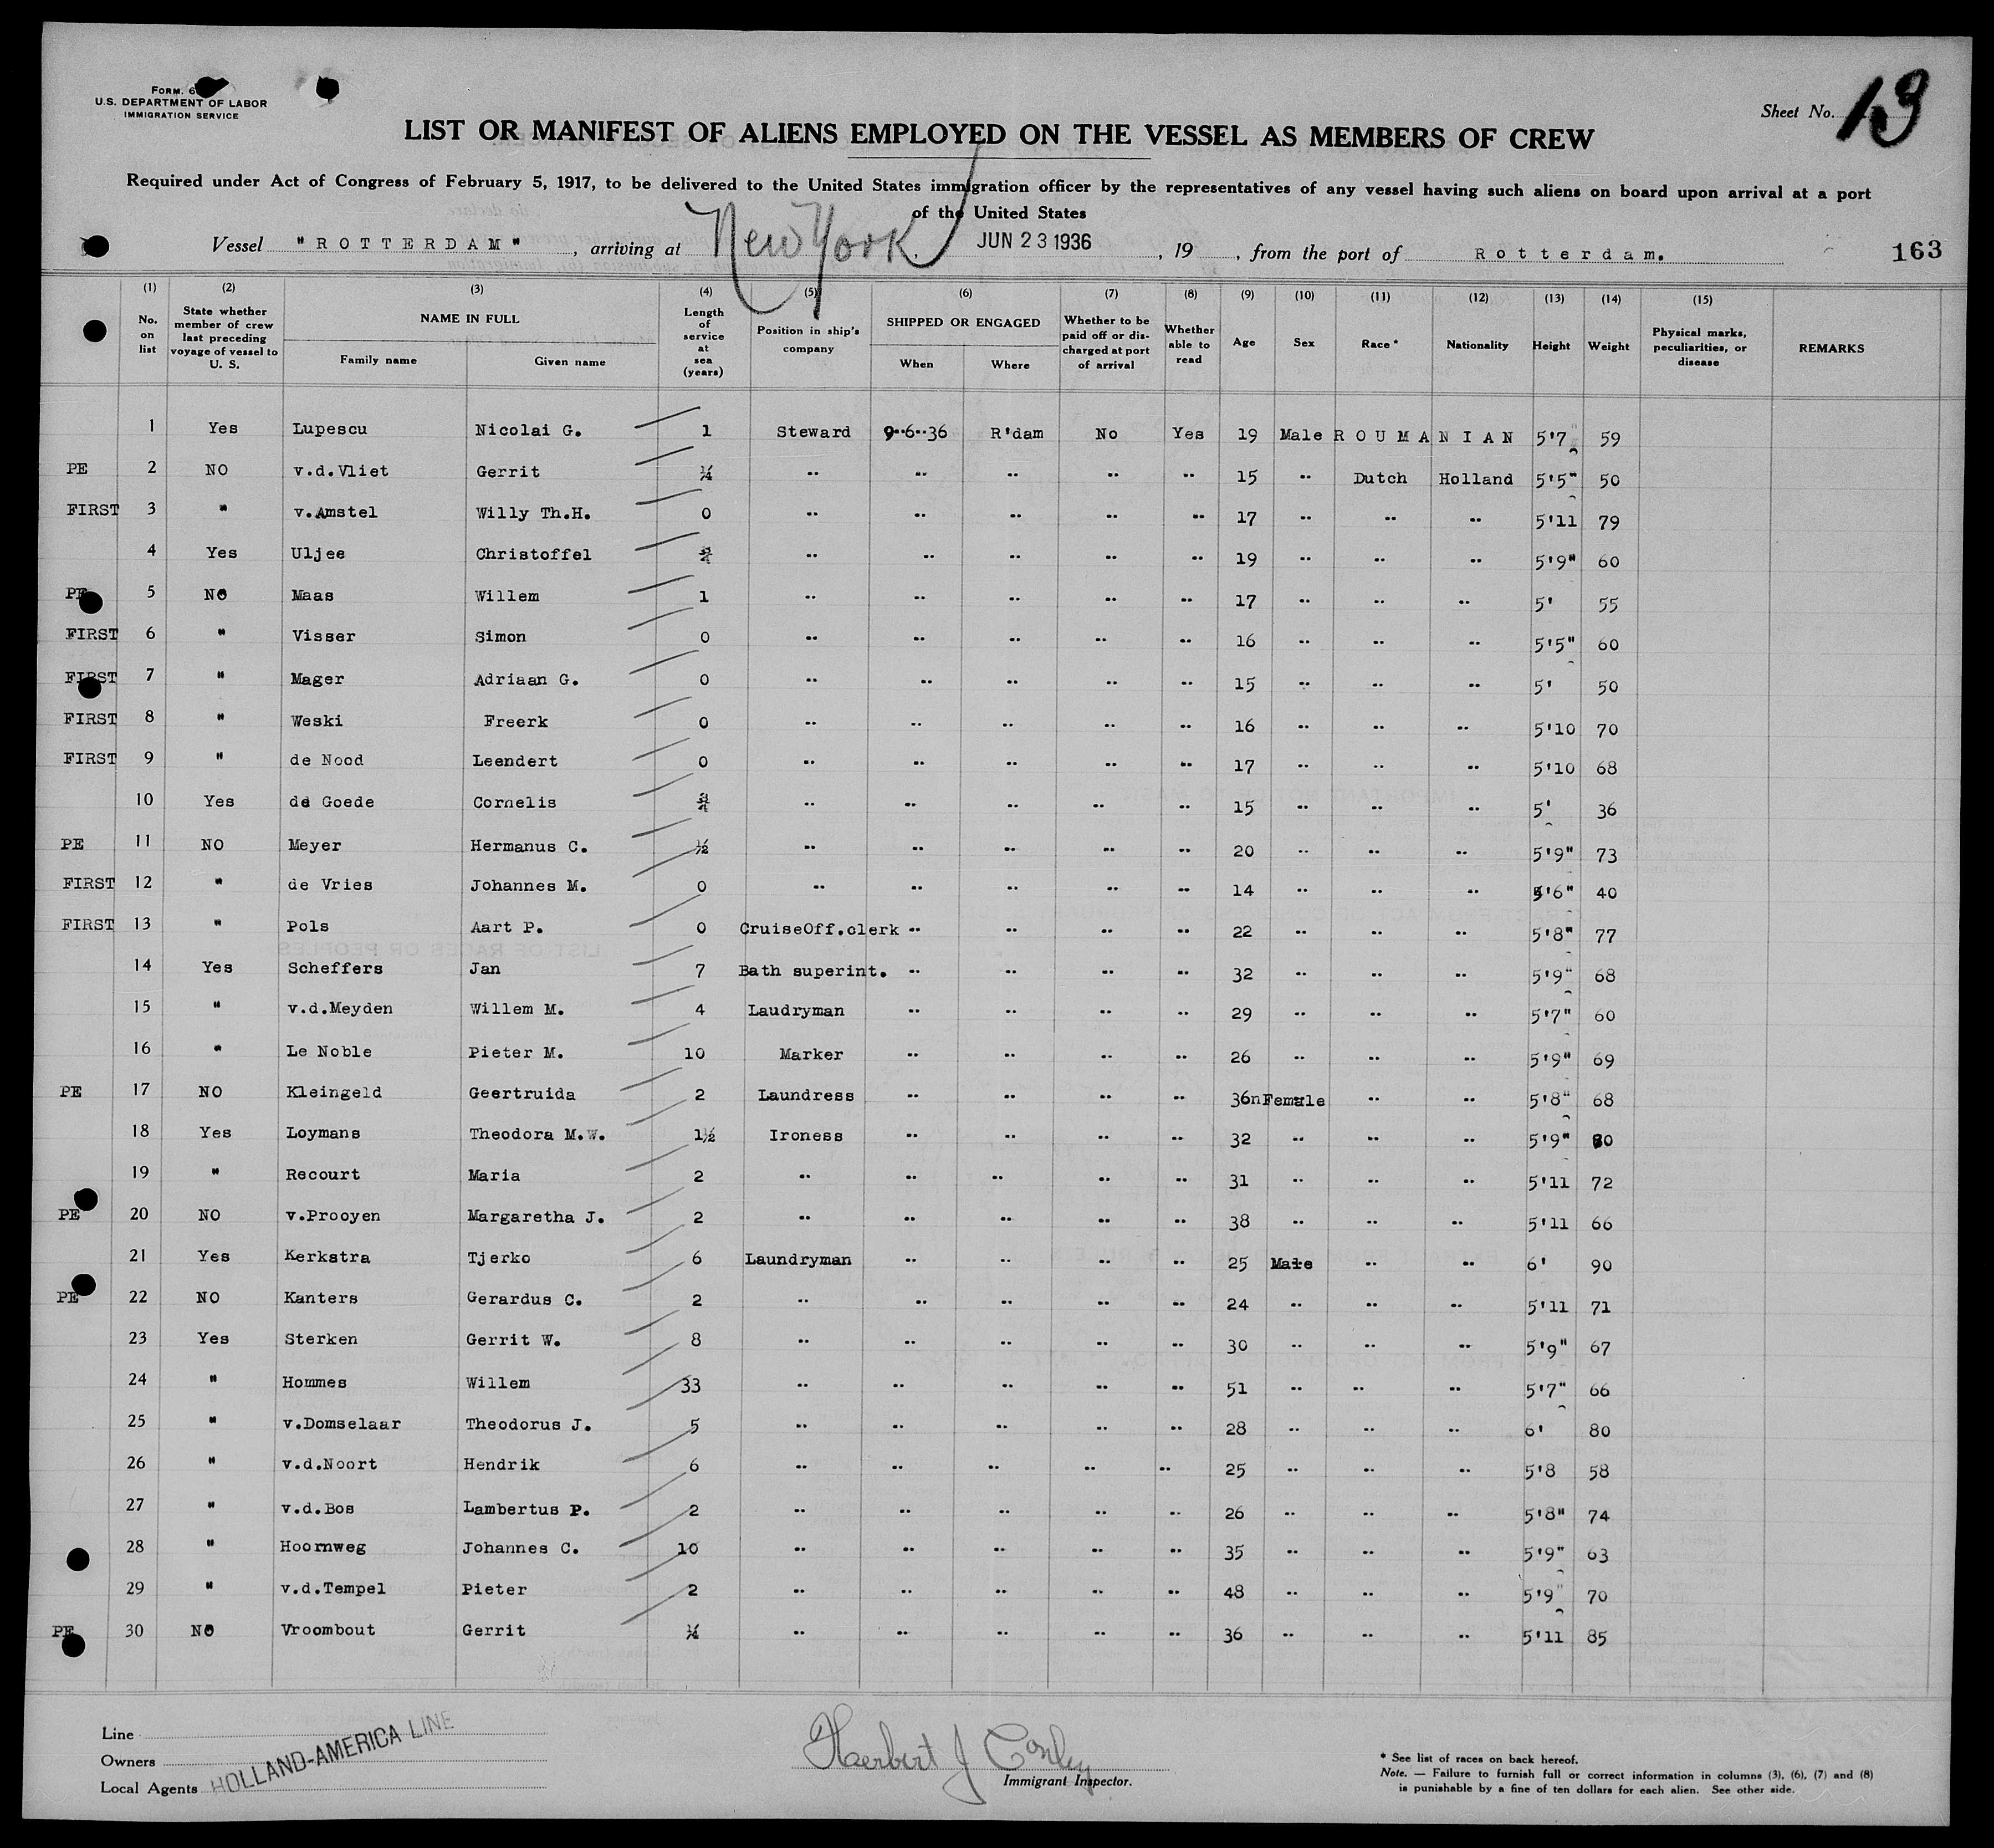 FORM. 6
U.S. DEPARTMENT OF LABOR
IMMIGRATION SERVICE
Sheet No. 13
LIST OR MANIFEST OF ALIENS EMPLOYED ON THE VESSEL AS MEMBERS OF CREW
Required under Act of Congress of February 5, 1917, to be delivered to the United States immigration officer by the representatives of any vessel having such aliens on board upon arrival at a port
of the United States
Vessel "ROTTERDAM", arriving at New York JUN 23 1936, 19 , from the port of Rotterdam. 163
(1) (2) (3) (4) (5) (6) (7) (8) (9) (10) (11) (12) (13) (14) (15)
No. on list State whether member of crew last preceding voyage of vessel to U. S. NAME IN FULL Length of service at sea (years) Position in ship's company SHIPPED OR ENGAGED Whether to be paid off or discharged at port of arrival Whether able to read Age Sex Race * Nationality Height Weight Physical marks, peculiarities, or disease REMARKS
Family name Given name When Where
1 Yes Lupescu Nicolai G. 1 Steward 9-6-36 R'dam No Yes 19 Male ROUMANIAN 5'7" 59
PE 2 NO v.d.Vliet Gerrit ¼ " " " " " 15 " Dutch Holland 5'5" 50
FIRST 3 " v.Amstel Willy Th.H. 0 " " " " " 17 " " " 5'11 79
4 Yes Uljee Christoffel " " " " " 19 " " " 5'9" 60
PE 5 NO Maas Willem 1 " " " " " 17 " " " 5' 55
FIRST 6 " Visser Simon 0 " " " " " 16 " " " 5'5" 60
FIRST 7 " Mager Adriaan G. 0 " " " " " 15 " " " 5' 50
FIRST 8 " Weski Freerk 0 " " " " " 16 " " " 5'10 70
FIRST 9 " de Nood Leendert 0 " " " " " 17 " " " 5'10 68
10 Yes de Goede Cornelis " " " " " 15 " " " 5' 36
PE 11 NO Meyer Hermanus C. ½ " " " " " 20 " " " 5'9" 73
FIRST 12 " de Vries Johannes M. 0 " " " " " 14 " " " 6" 40
FIRST 13 " Pols Aart P. 0 CruiseOff.clerk " " " " 22 " " " 5'8" 77
14 Yes Scheffers Jan 7 Bath superint. " " " " 32 " " " 5'9" 68
15 " v.d.Meyden Willem M. 4 Laudryman " " " " 29 " " " 5'7" 60
16 " Le Noble Pieter M. 10 Marker " " " " 26 " " " 5'9" 69
PE 17 NO Kleingeld Geertruida 2 Laundress " " " " 36n Female " " 5'8" 68
18 Yes Loymans Theodora M.W. 1½ Ironess " " " " 32 " " " 5'9" 80
19 " Recourt Maria 2 " " " " " 31 " " " 5'11 72
PE 20 NO v.Prooyen Margaretha J. 2 " " " " " 38 " " " 5'11 66
21 Yes Kerkstra Tjerko 6 Laundryman " " " " 25 Male " " 6' 90
PE 22 NO Kanters Gerardus C. 2 " " " " " 24 " " " 5'11 71
23 Yes Sterken Gerrit W. 8 " " " " " 30 " " " 5'9" 67
24 " Hommes Willem 33 " " " " " 51 " " " 5'7" 66
25 " v.Domselaar Theodorus J. 5 " " " " " 28 " " " 6' 80
26 " v.d.Noort Hendrik 6 " " " " " 25 " " " 5'8 58
27 " v.d.Bos Lambertus P. 2 " " " " " 26 " " " 5'8" 74
28 " Hoornweg Johannes C. 10 " " " " " 35 " " " 5'9" 63
29 " v.d.Tempel Pieter 2 " " " " " 48 " " " 5'9" 70
PE 30 NO Vroombout Gerrit ¼ " " " " " 36 " " " 5'11 85
Line
Owners
Local Agents HOLLAND-AMERICA LINE
Herbert J Conley
Immigrant Inspector.
* See list of races on back hereof.
Note. — Failure to furnish full or correct information in columns (3), (6), (7) and (8)
is punishable by a fine of ten dollars for each alien. See other side.